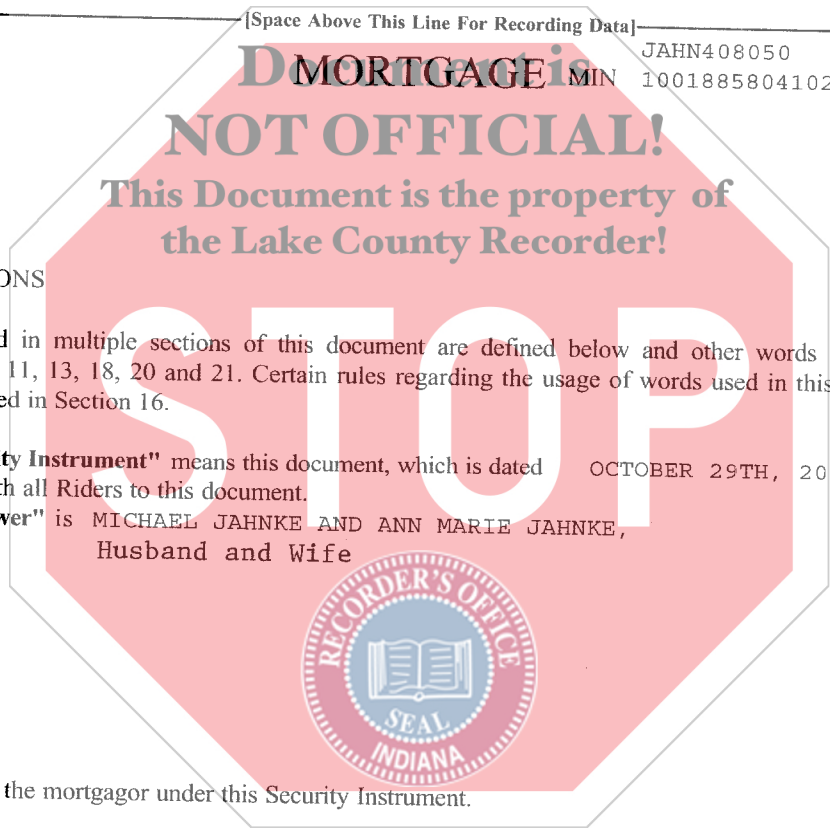 [Space Above This Line For Recording Data]
JAHN408050
Document is
MORTGAGE MIN 1001885804102
NOT OFFICIAL!
This Document is the property of
the Lake County Recorder!
ONS
d in multiple sections of this document are defined below and other words
11, 13, 18, 20 and 21. Certain rules regarding the usage of words used in this
ed in Section 16.
ty Instrument" means this document, which is dated OCTOBER 29TH, 20
h all Riders to this document.
wer" is MICHAEL JAHNKE AND ANN MARIE JAHNKE,
Husband and Wife
STOP
RECORDER'S OFFICE
SEAL
INDIANA
the mortgagor under this Security Instrument.